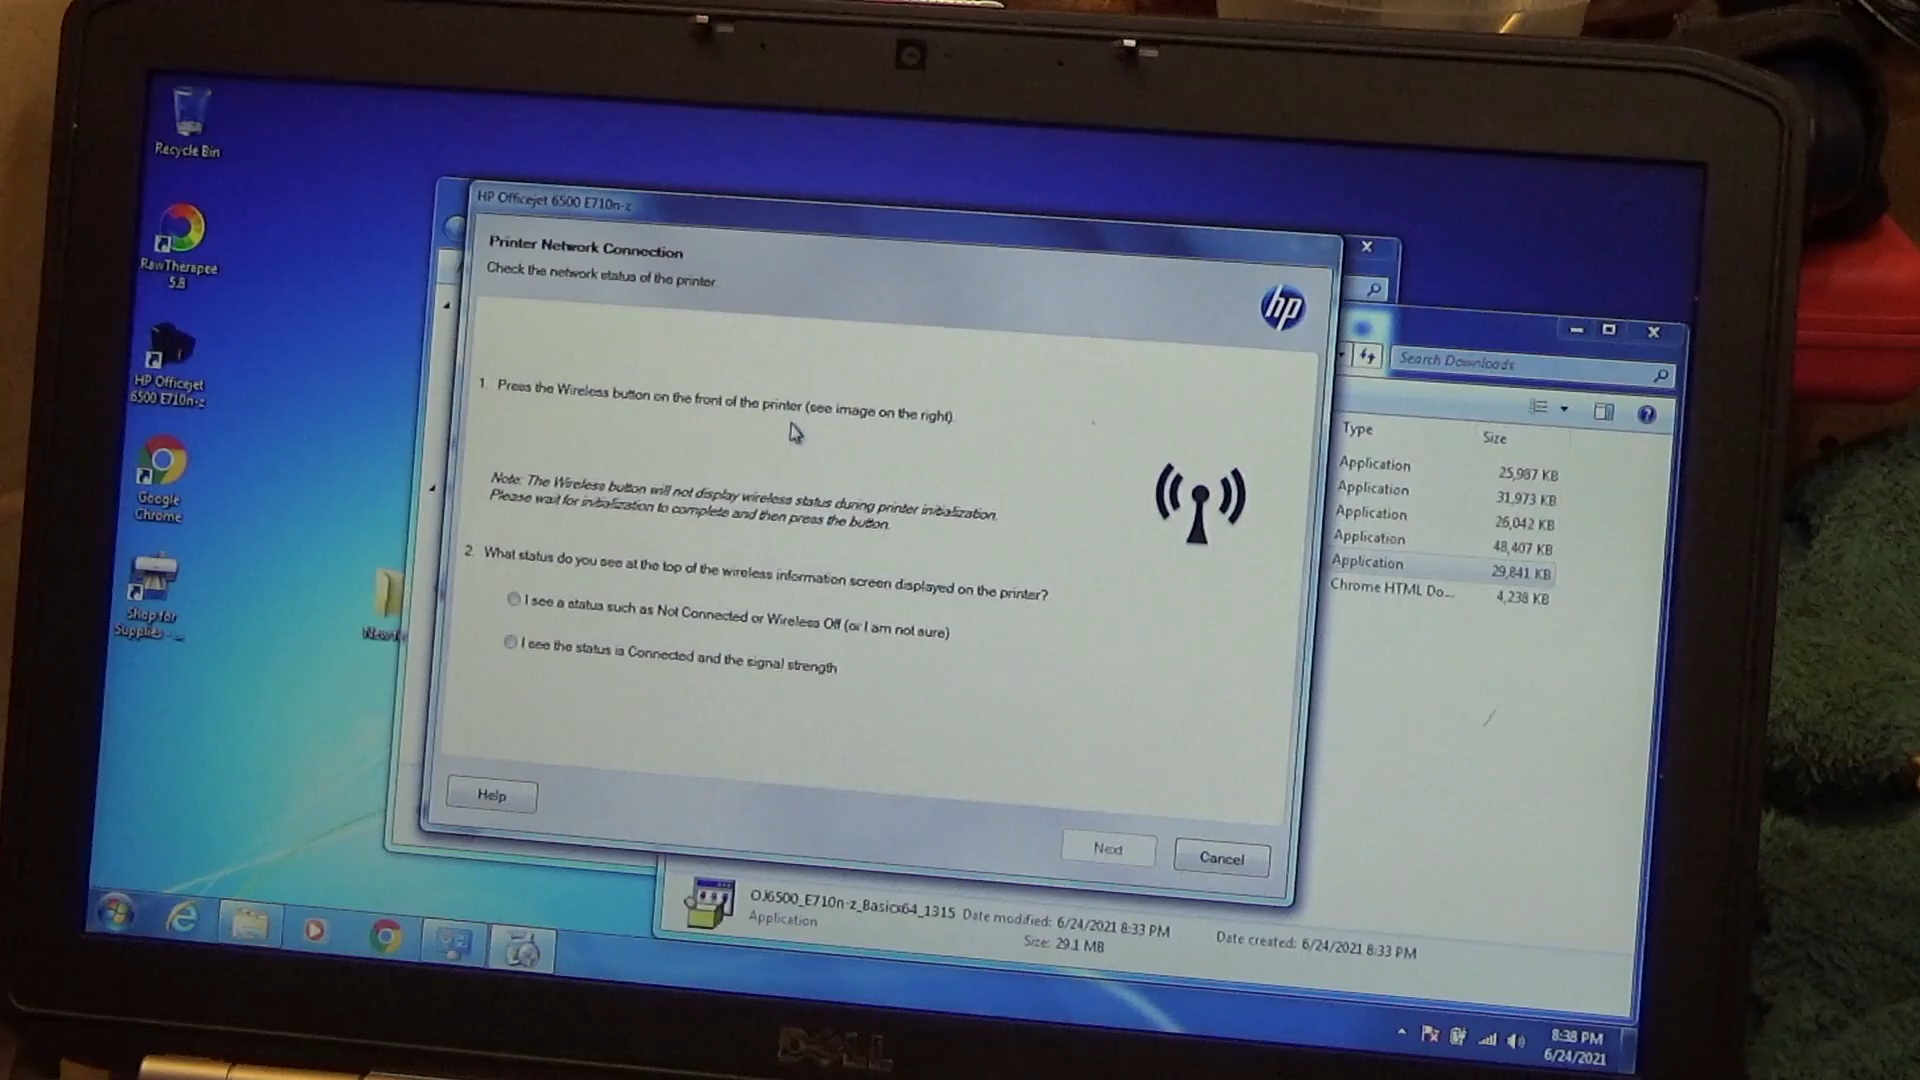 Recycle Bin
RawTherapee
5.8
HP Officejet
6500 E710n-z
Google
Chrome
Shop for
Supplies - ...
HP Officejet 6500 E710n-z
Printer Network Connection
Check the network status of the printer.
hp
1. Press the Wireless button on the front of the printer (see image on the right).
Note: The Wireless button will not display wireless status during printer initialization.
Please wait for initialization to complete and then press the button.
2. What status do you see at the top of the wireless information screen displayed on the printer?
I see a status such as Not Connected or Wireless Off (or I am not sure)
I see the status is Connected and the signal strength
Help
Next
Cancel
Search Downloads
Type
Size
Application
25,987 KB
Application
31,973 KB
Application
26,042 KB
Application
48,407 KB
Application
29,841 KB
Chrome HTML Do...
4,238 KB
OJ6500_E710n-z_Basicx64_1315 Date modified: 6/24/2021 8:33 PM
Date created: 6/24/2021 8:33 PM
Application
Size: 29.1 MB
8:38 PM
6/24/2021
DELL